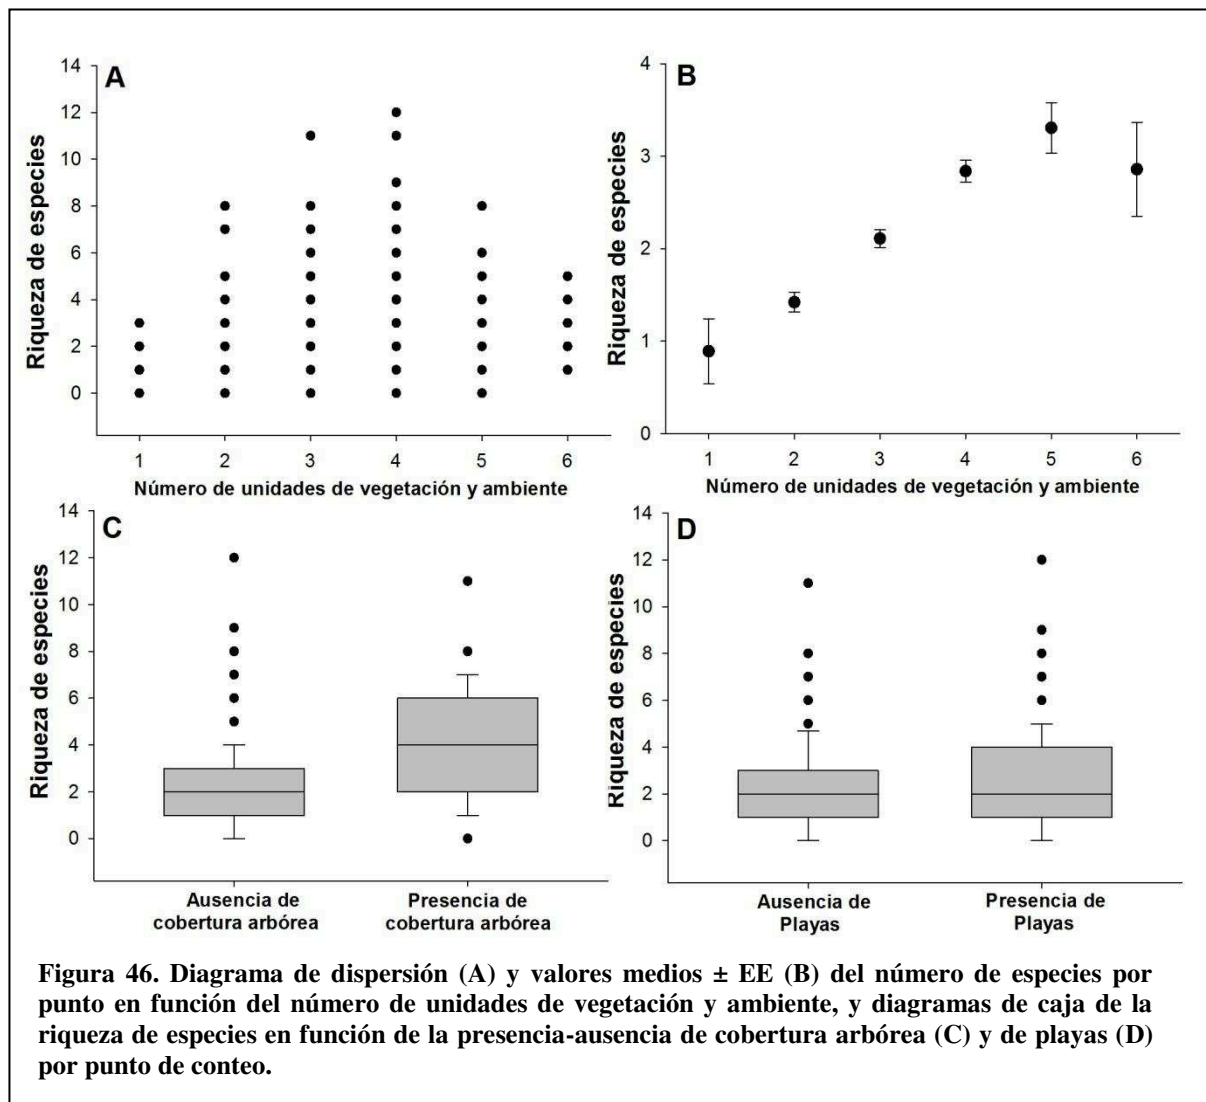 A
14
12
10
8
6
4
2
0
Riqueza de especies
1 2 3 4 5 6
Número de unidades de vegetación y ambiente
B
4
3
2
1
0
Riqueza de especies
1 2 3 4 5 6
Número de unidades de vegetación y ambiente
C
14
12
10
8
6
4
2
0
Riqueza de especies
Ausencia de
cobertura arbórea
Presencia de
cobertura arbórea
D
14
12
10
8
6
4
2
0
Riqueza de especies
Ausencia de
Playas
Presencia de
Playas
Figura 46. Diagrama de dispersión (A) y valores medios ± EE (B) del número de especies por
punto en función del número de unidades de vegetación y ambiente, y diagramas de caja de la
riqueza de especies en función de la presencia-ausencia de cobertura arbórea (C) y de playas (D)
por punto de conteo.